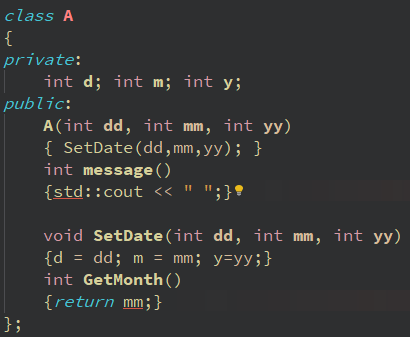 class A
{
private:
int d; int m; int y;
public:
A(int dd, int mm, int yy)
{ SetDate(dd,mm,yy); }
int message()
{std::cout << " ";}
void SetDate(int dd, int mm, int yy)
{d = dd; m = mm; y=yy;}
int GetMonth()
{return mm;}
};